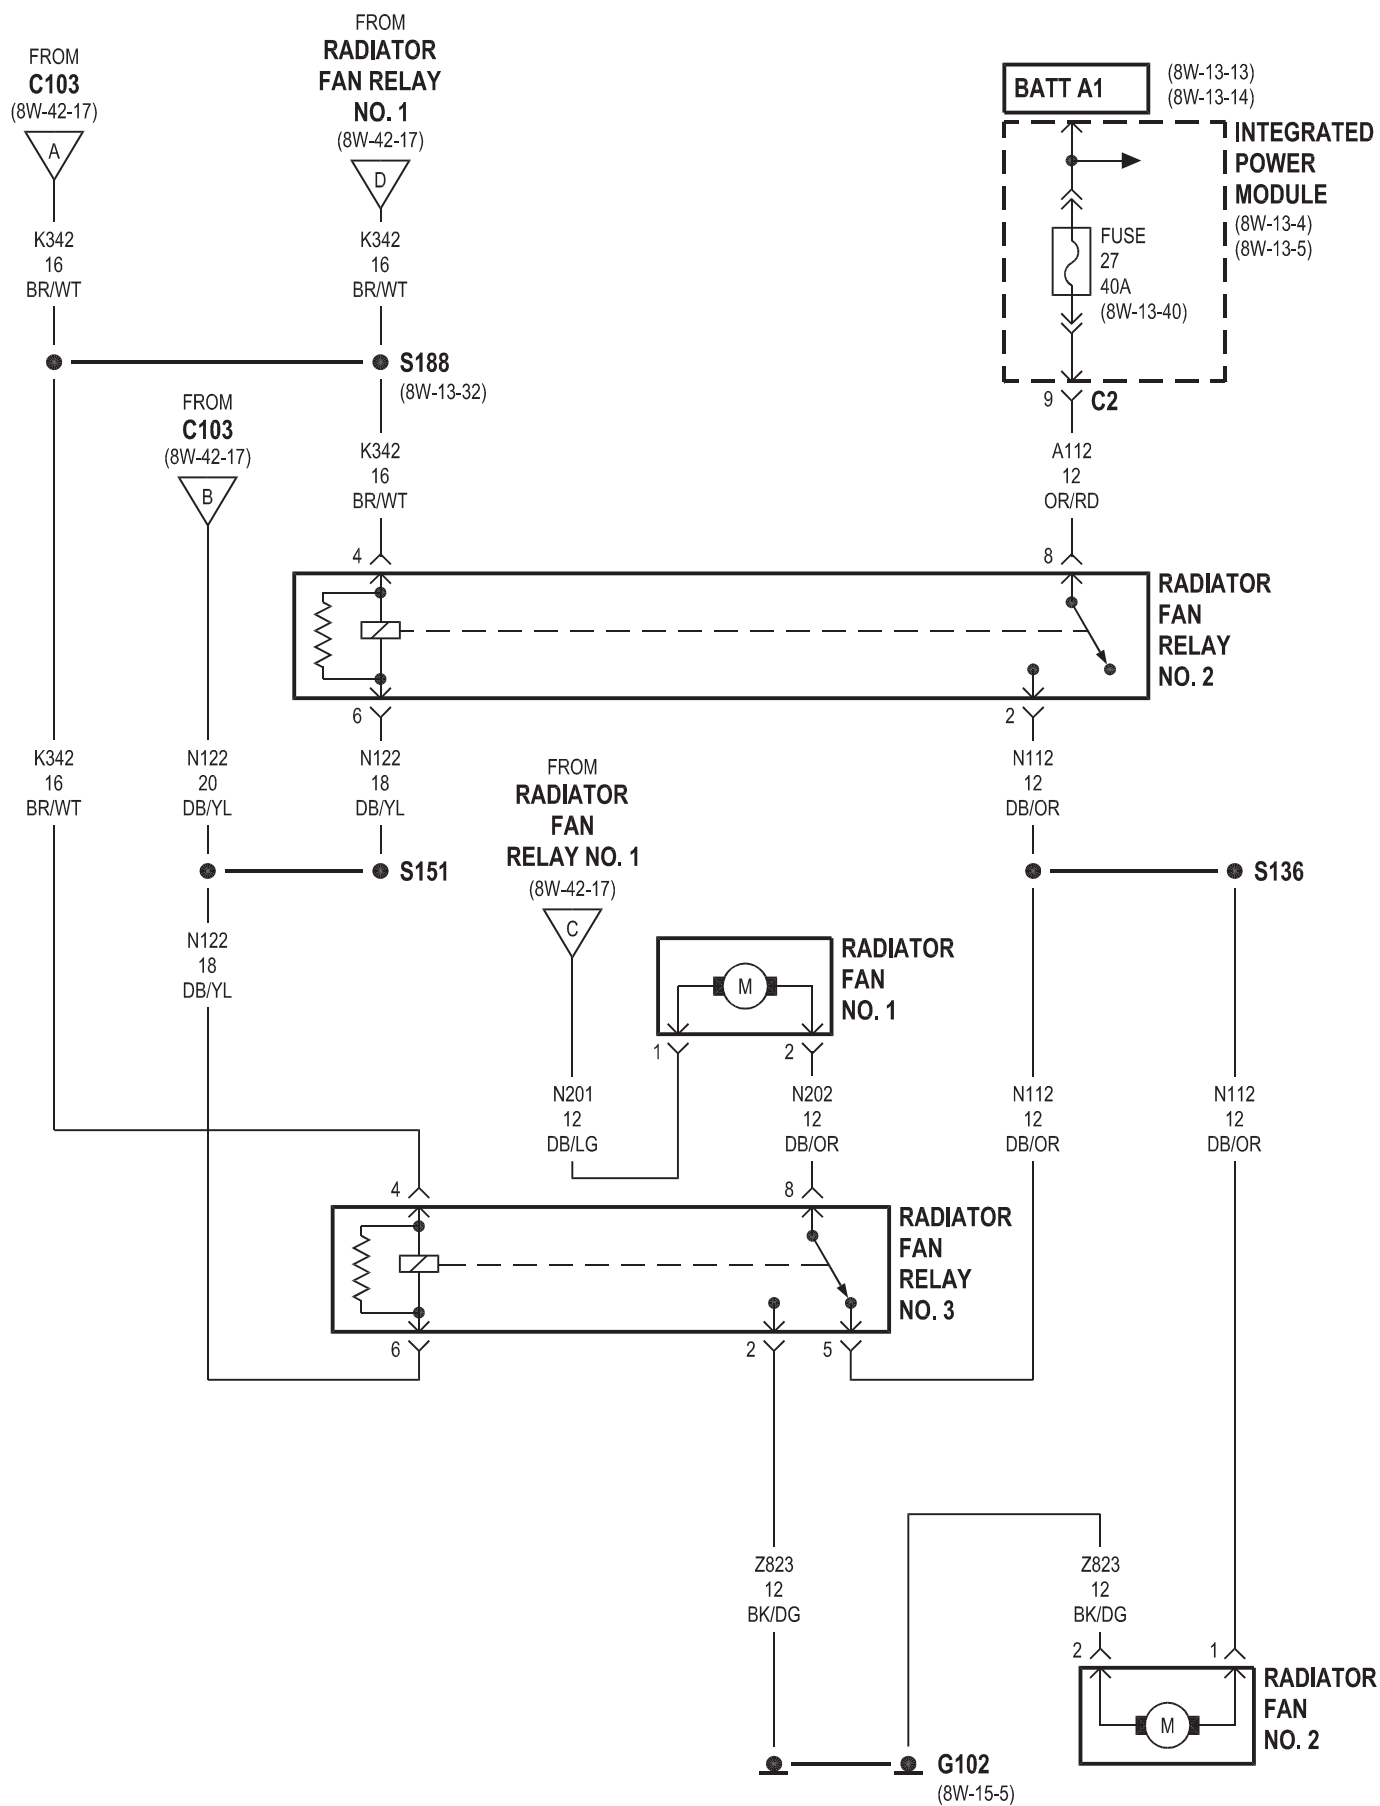 FROM
C103
(8W-42-17)
A
K342
16
BR/WT
FROM
RADIATOR
FAN RELAY
NO. 1
(8W-42-17)
D
K342
16
BR/WT
BATT A1
(8W-13-13)
(8W-13-14)
INTEGRATED
POWER
MODULE
(8W-13-4)
(8W-13-5)
FUSE
27
40A
(8W-13-40)
9
C2
A112
12
OR/RD
S188
(8W-13-32)
FROM
C103
(8W-42-17)
B
K342
16
BR/WT
4
8
RADIATOR
FAN
RELAY
NO. 2
6
2
K342
16
BR/WT
N122
20
DB/YL
N122
18
DB/YL
N112
12
DB/OR
S151
S136
N122
18
DB/YL
FROM
RADIATOR
FAN
RELAY NO. 1
(8W-42-17)
C
M
RADIATOR
FAN
NO. 1
1
2
N201
12
DB/LG
N202
12
DB/OR
N112
12
DB/OR
N112
12
DB/OR
4
8
RADIATOR
FAN
RELAY
NO. 3
6
2
5
Z823
12
BK/DG
Z823
12
BK/DG
2
1
M
RADIATOR
FAN
NO. 2
G102
(8W-15-5)